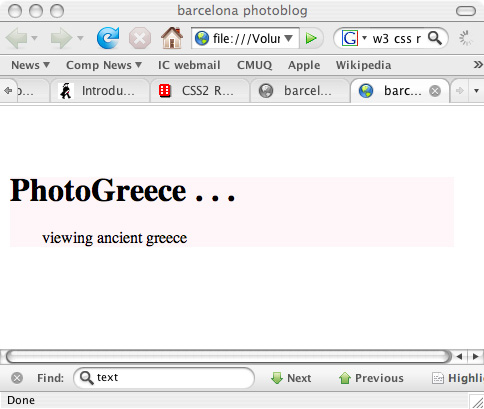 barcelona photoblog
file:///Volur
w3 css r
News Comp News IC webmail CMUQ Apple Wikipedia
o... Introdu... CSS2 R... barcel... barc...
PhotoGreece . . .
viewing ancient greece
Find: text Next Previous Highli
Done